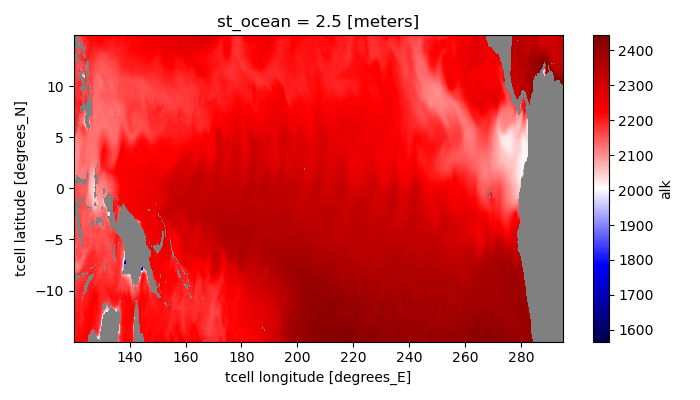 st_ocean = 2.5 [meters]
10
5
0
−5
−10
tcell latitude [degrees_N]
140 160 180 200 220 240 260 280
tcell longitude [degrees_E]
2400
2300
2200
2100
2000
1900
1800
1700
1600
alk